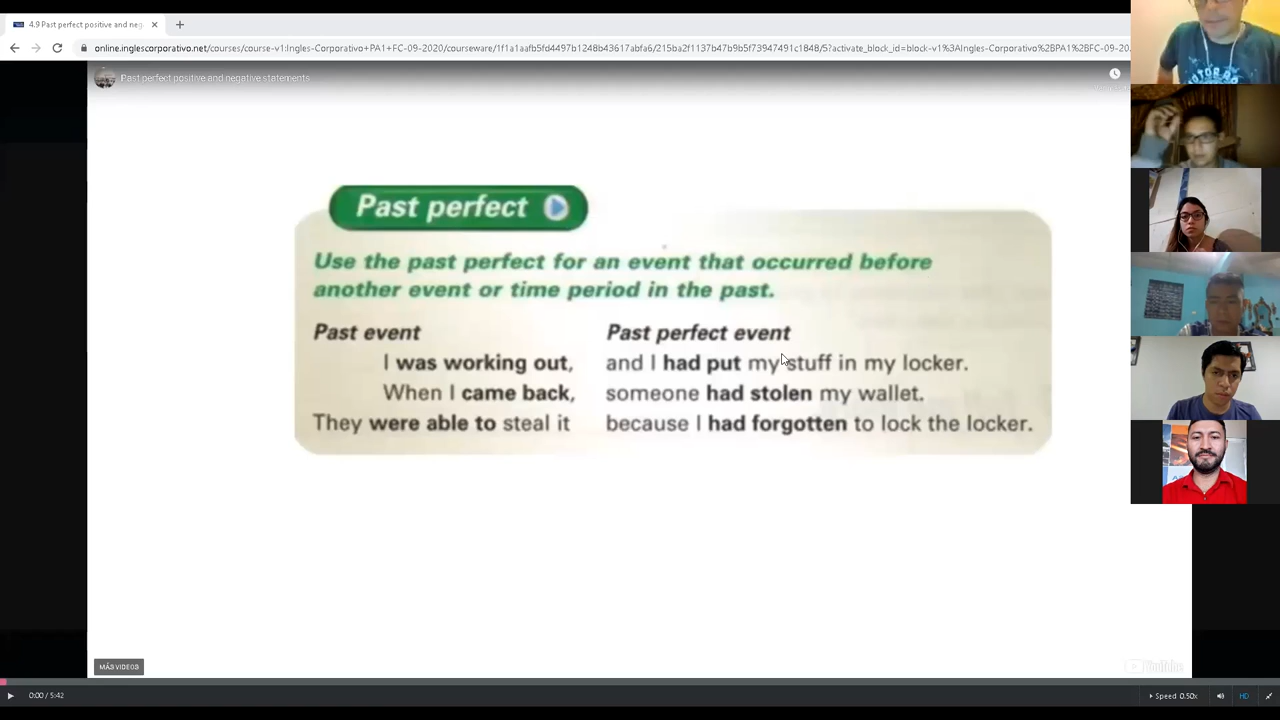 4.9 Past perfect positive and neg
online.inglescorporativo.net/courses/course-v1:Ingles-Corporativo+PA1+FC-09-2020/courseware/1f1a1aafb5fd4497b1248b43617abfa6/215ba2f1137b47b9b5f73947491c184B/5?activate_block_id=block-v1%3AIngles-Corporativo%2BPA1%2BFC-09-20
Past perfect positive and negative statements
Past perfect
Use the past perfect for an event that occurred before
another event or time period in the past.
Past event Past perfect event
I was working out, and I had put my stuff in my locker.
When I came back, someone had stolen my wallet.
They were able to steal it because I had forgotten to lock the locker.
MÁS VIDEOS
YouTube
0:00 / 5:42
Speed 0.50x
HD